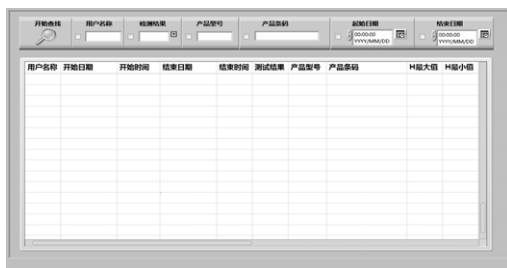 开始查找 用户名称 检测结果 产品型号 产品条码 起始日期 结束日期
00:00:00 00:00:00
YYYY/MM/DD YYYY/MM/DD
用户名称 开始日期 开始时间 结束日期 结束时间 测试结果 产品型号 产品条码 H最大值 H最小值